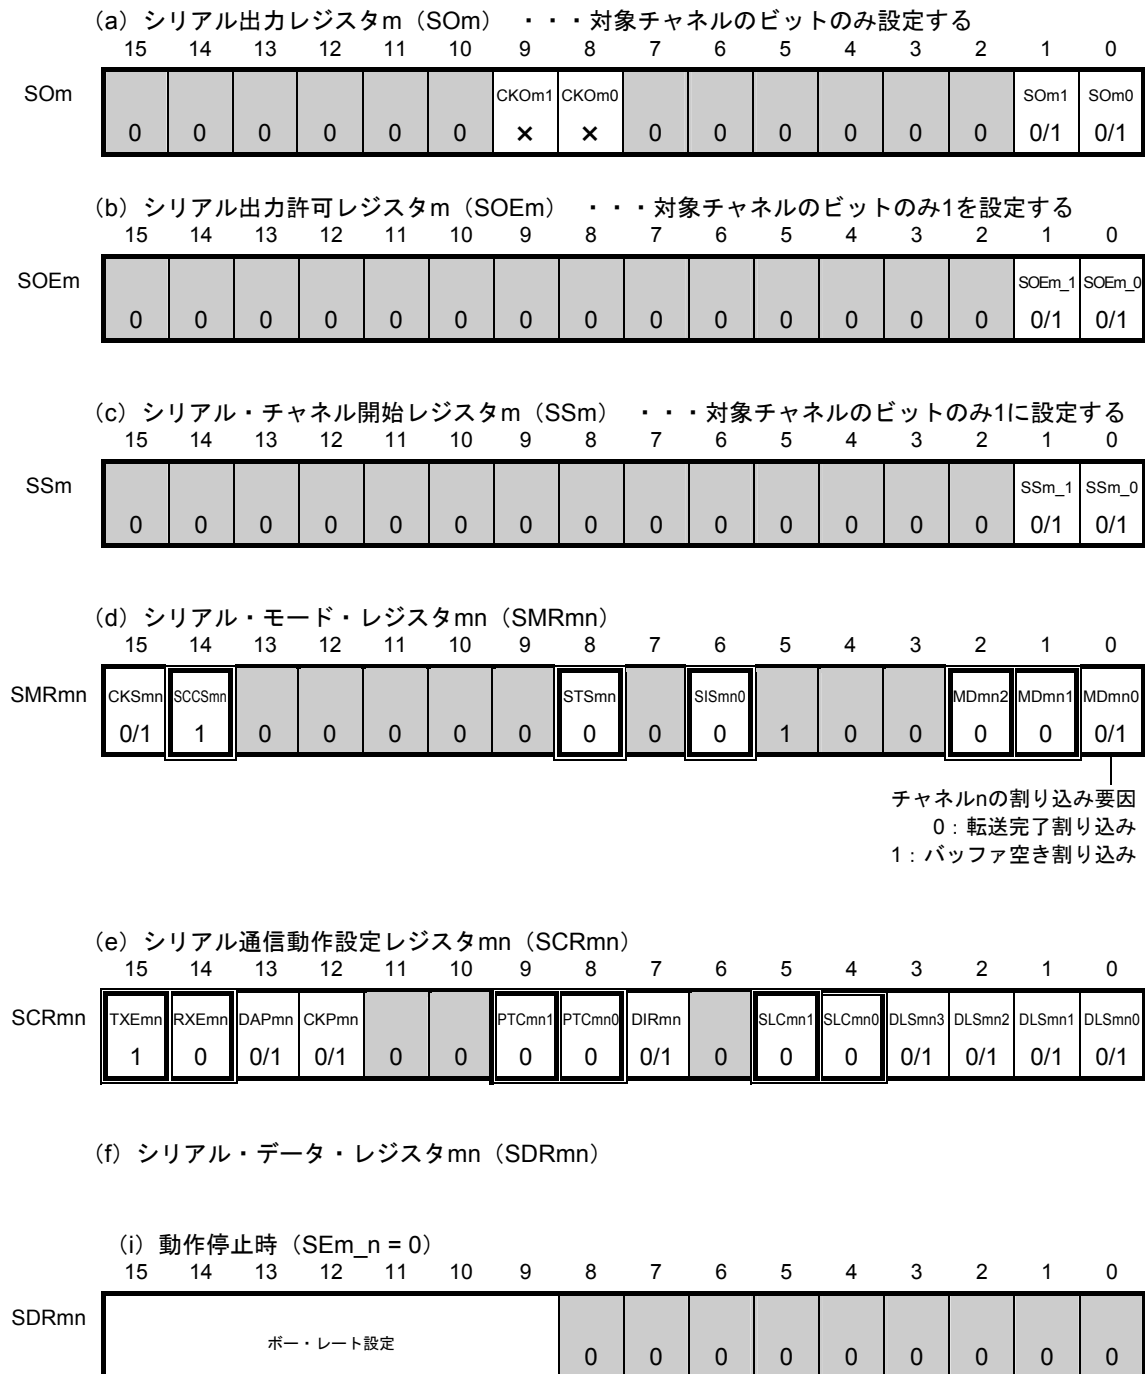 (a) シリアル出力レジスタm（SOm） ・・・対象チャネルのビットのみ設定する
15 14 13 12 11 10 9 8 7 6 5 4 3 2 1 0
SOm
CKOm1 CKOm0 SOm1 SOm0
0 0 0 0 0 0 × × 0 0 0 0 0 0 0/1 0/1
(b) シリアル出力許可レジスタm（SOEm） ・・・対象チャネルのビットのみ1を設定する
15 14 13 12 11 10 9 8 7 6 5 4 3 2 1 0
SOEm
SOEm_1 SOEm_0
0 0 0 0 0 0 0 0 0 0 0 0 0 0 0/1 0/1
(c) シリアル・チャネル開始レジスタm（SSm） ・・・対象チャネルのビットのみ1に設定する
15 14 13 12 11 10 9 8 7 6 5 4 3 2 1 0
SSm
SSm_1 SSm_0
0 0 0 0 0 0 0 0 0 0 0 0 0 0 0/1 0/1
(d) シリアル・モード・レジスタmn（SMRmn）
15 14 13 12 11 10 9 8 7 6 5 4 3 2 1 0
SMRmn
CKSmn SCCSmn STSmn SISmn0 MDmn2 MDmn1 MDmn0
0/1 1 0 0 0 0 0 0 0 0 1 0 0 0 0 0/1
チャネルnの割り込み要因
0：転送完了割り込み
1：バッファ空き割り込み
(e) シリアル通信動作設定レジスタmn（SCRmn）
15 14 13 12 11 10 9 8 7 6 5 4 3 2 1 0
SCRmn
TXEmn RXEmn DAPmn CKPmn PTCmn1 PTCmn0 DIRmn SLCmn1 SLCmn0 DLSmn3 DLSmn2 DLSmn1 DLSmn0
1 0 0/1 0/1 0 0 0 0 0/1 0 0 0 0/1 0/1 0/1 0/1
(f) シリアル・データ・レジスタmn（SDRmn）
(i) 動作停止時（SEm_n = 0）
15 14 13 12 11 10 9 8 7 6 5 4 3 2 1 0
SDRmn
ボー・レート設定
0 0 0 0 0 0 0 0 0